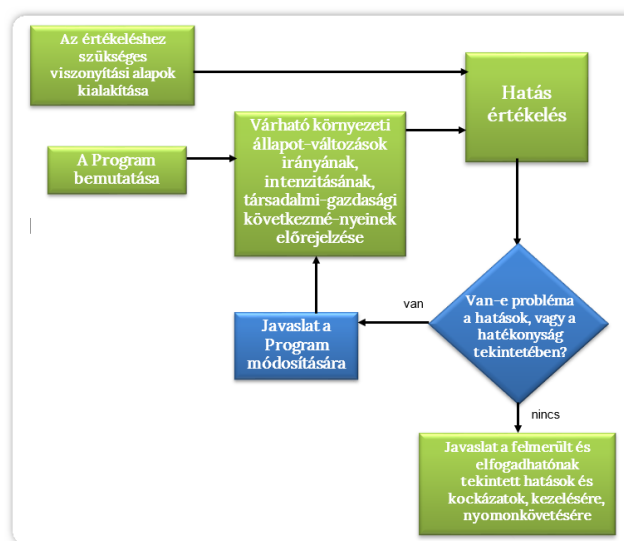 Az értékeléshez
szükséges
viszonyítási alapok
kialakítása
Hatás
értékelés
A Program
bemutatása
Várható környezeti
állapot-változások
irányának,
intenzitásának,
társadalmi-gazdasági
következmé-nyeinek
előrejelzése
Javaslat a
Program
módosítására
van
Van-e probléma
a hatások, vagy a
hatékonyság
tekintetében?
nincs
Javaslat a felmerült és
elfogadhatónak
tekintett hatások és
kockázatok, kezelésére,
nyomonkövetésére